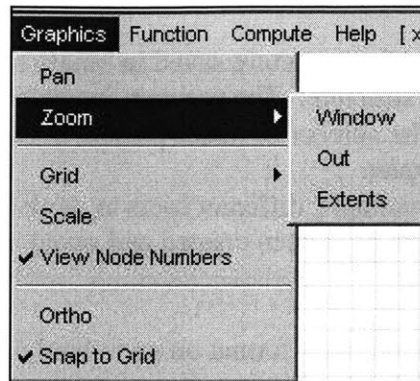 Graphics Function Compute Help [ x
Pan
Zoom
Window
Out
Extents
Grid
Scale
View Node Numbers
Ortho
Snap to Grid